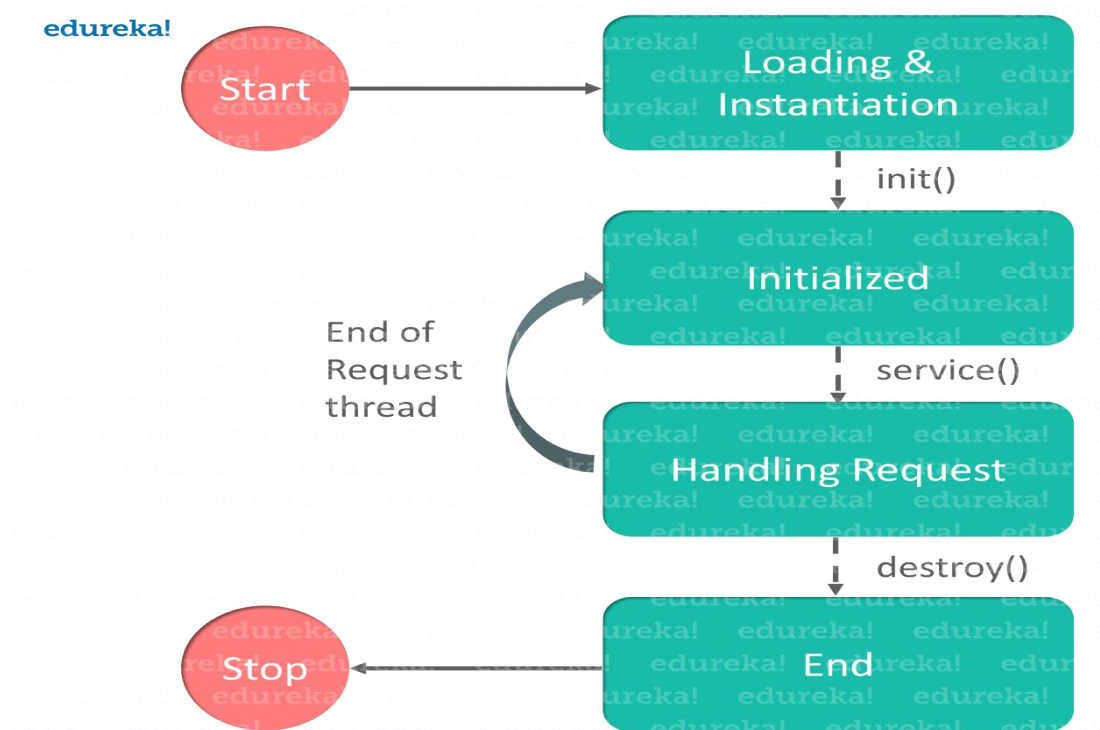 edureka!
Start
Loading &
Instantiation
init()
Initialized
End of
Request
thread
service()
Handling Request
destroy()
Stop
End